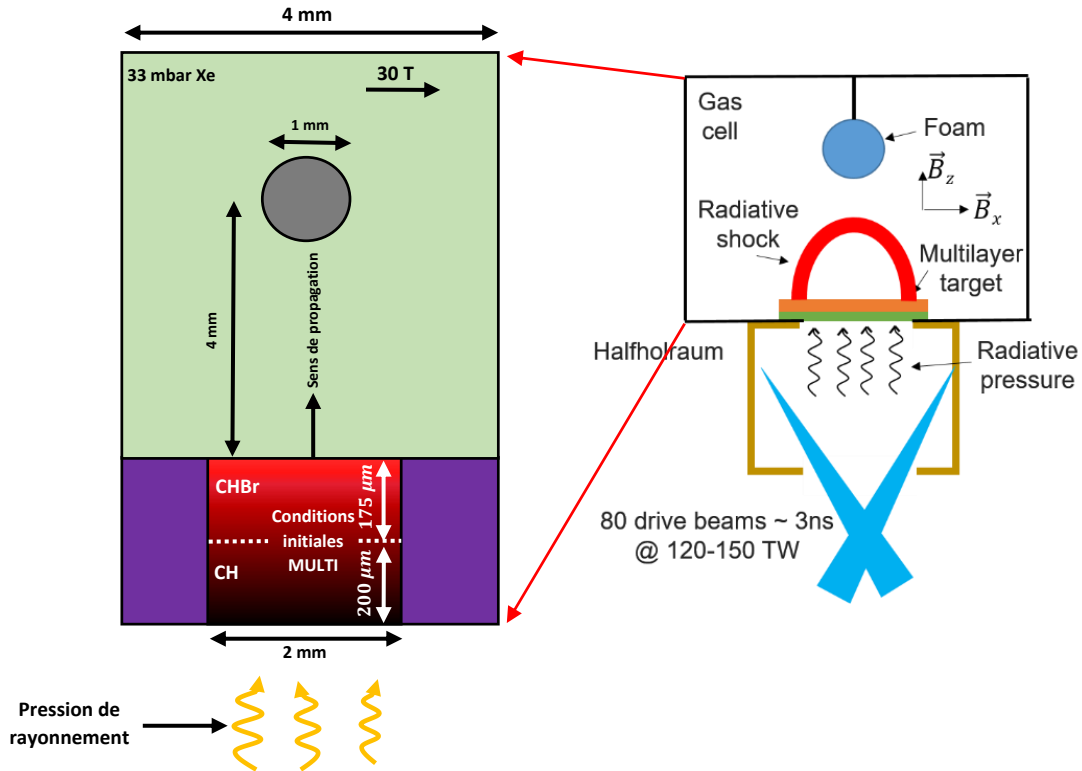 4 mm
33 mbar Xe
30 T
1 mm
4 mm
Sens de propagation
CHBr
175 µm
Conditions
initiales
MULTI
CH
200 µm
2 mm
Pression de
rayonnement
Gas
cell
Foam
B⃗z
B⃗x
Radiative
shock
Multilayer
target
Halfholraum
Radiative
pressure
80 drive beams ~ 3ns
@ 120-150 TW